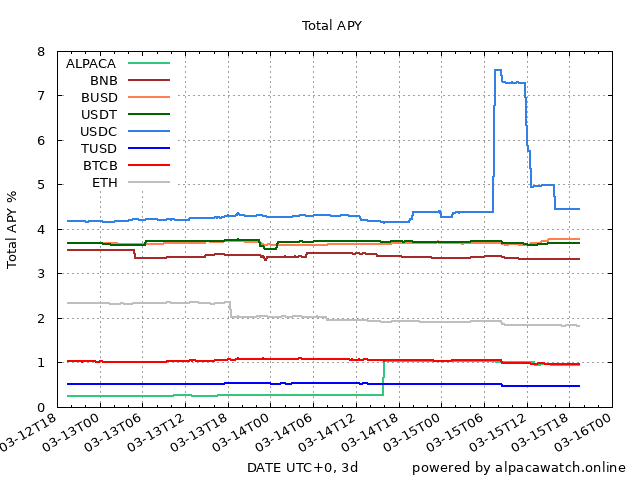 Total APY
8
7
6
5
4
3
2
1
0
Total APY %
ALPACA
BNB
BUSD
USDT
USDC
TUSD
BTCB
ETH
03-12T18
03-13T00
03-13T06
03-13T12
03-13T18
03-14T00
03-14T06
03-14T12
03-14T18
03-15T00
03-15T06
03-15T12
03-15T18
03-16T00
DATE UTC+0, 3d
powered by alpacawatch.online